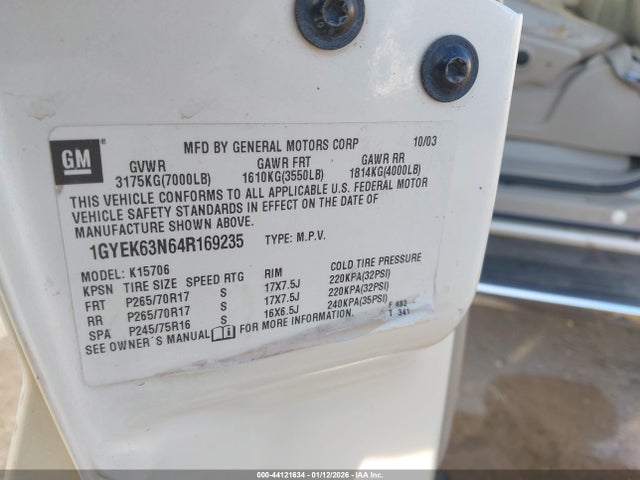 GM
MFD BY GENERAL MOTORS CORP 10/03
GVWR GAWR FRT GAWR RR
3175KG(7000LB) 1610KG(3550LB) 1814KG(4000LB)
THIS VEHICLE CONFORMS TO ALL APPLICABLE U.S. FEDERAL MOTOR
VEHICLE SAFETY STANDARDS IN EFFECT ON THE DATE OF
MANUFACTURE SHOWN ABOVE.
1GYEK63N64R169235 TYPE: M.P.V.
MODEL: K15706
KPSN TIRE SIZE SPEED RTG RIM COLD TIRE PRESSURE
FRT P265/70R17 S 17X7.5J 220KPA(32PSI)
RR P265/70R17 S 17X7.5J 220KPA(32PSI)
SPA P245/75R16 S 16X6.5J 240KPA(35PSI)
SEE OWNER'S MANUAL FOR MORE INFORMATION.
F 482
T 341
000-44121634 - 01/12/2026 - IAA Inc.